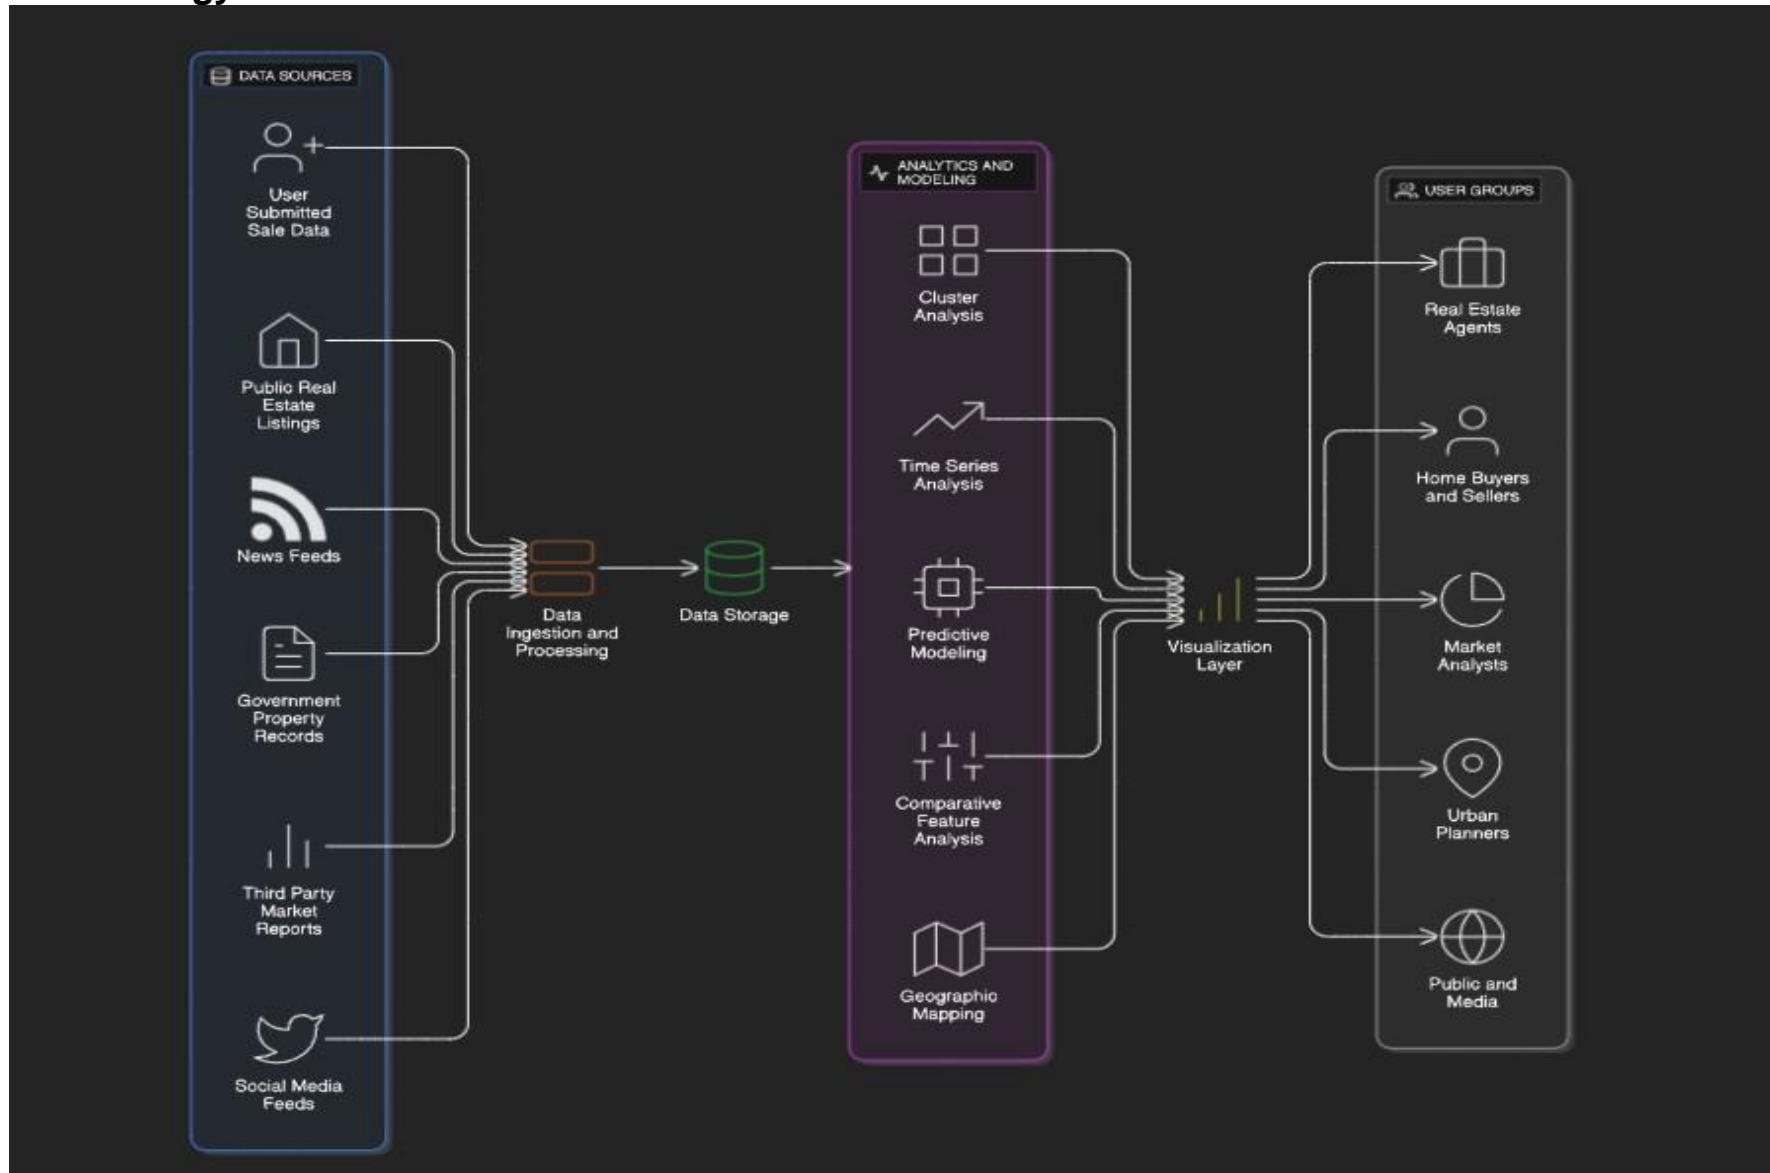 DATA SOURCES
User
Submitted
Sale Data
Public Real
Estate
Listings
News Feeds
Government
Property
Records
Third Party
Market
Reports
Social Media
Feeds
Data
Ingestion and
Processing
Data Storage
ANALYTICS AND
MODELING
Cluster
Analysis
Time Series
Analysis
Predictive
Modeling
Comparative
Feature
Analysis
Geographic
Mapping
Visualization
Layer
USER GROUPS
Real Estate
Agents
Home Buyers
and Sellers
Market
Analysts
Urban
Planners
Public and
Media